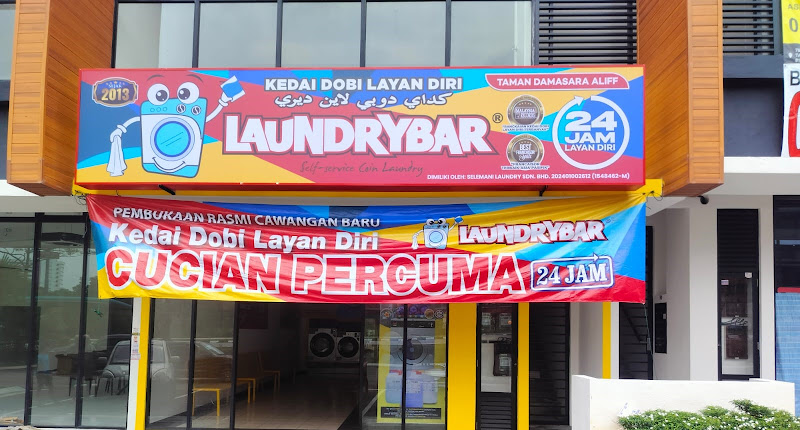 2013
KEDAI DOBI LAYAN DIRI
TAMAN DAMASARA ALIFF
كداي دوبي لاين ديري
LAUNDRYBAR®
Self-service Coin Laundry
24
JAM
LAYAN DIRI
BEST
DIMILIKI OLEH: SELEMANI LAUNDRY SDN. BHD. 202401002612 (1548462-M)
PEMBUKAAN RASMI CAWANGAN BARU
Kedai Dobi Layan Diri
LAUNDRYBAR
CUCIAN PERCUMA
24 JAM